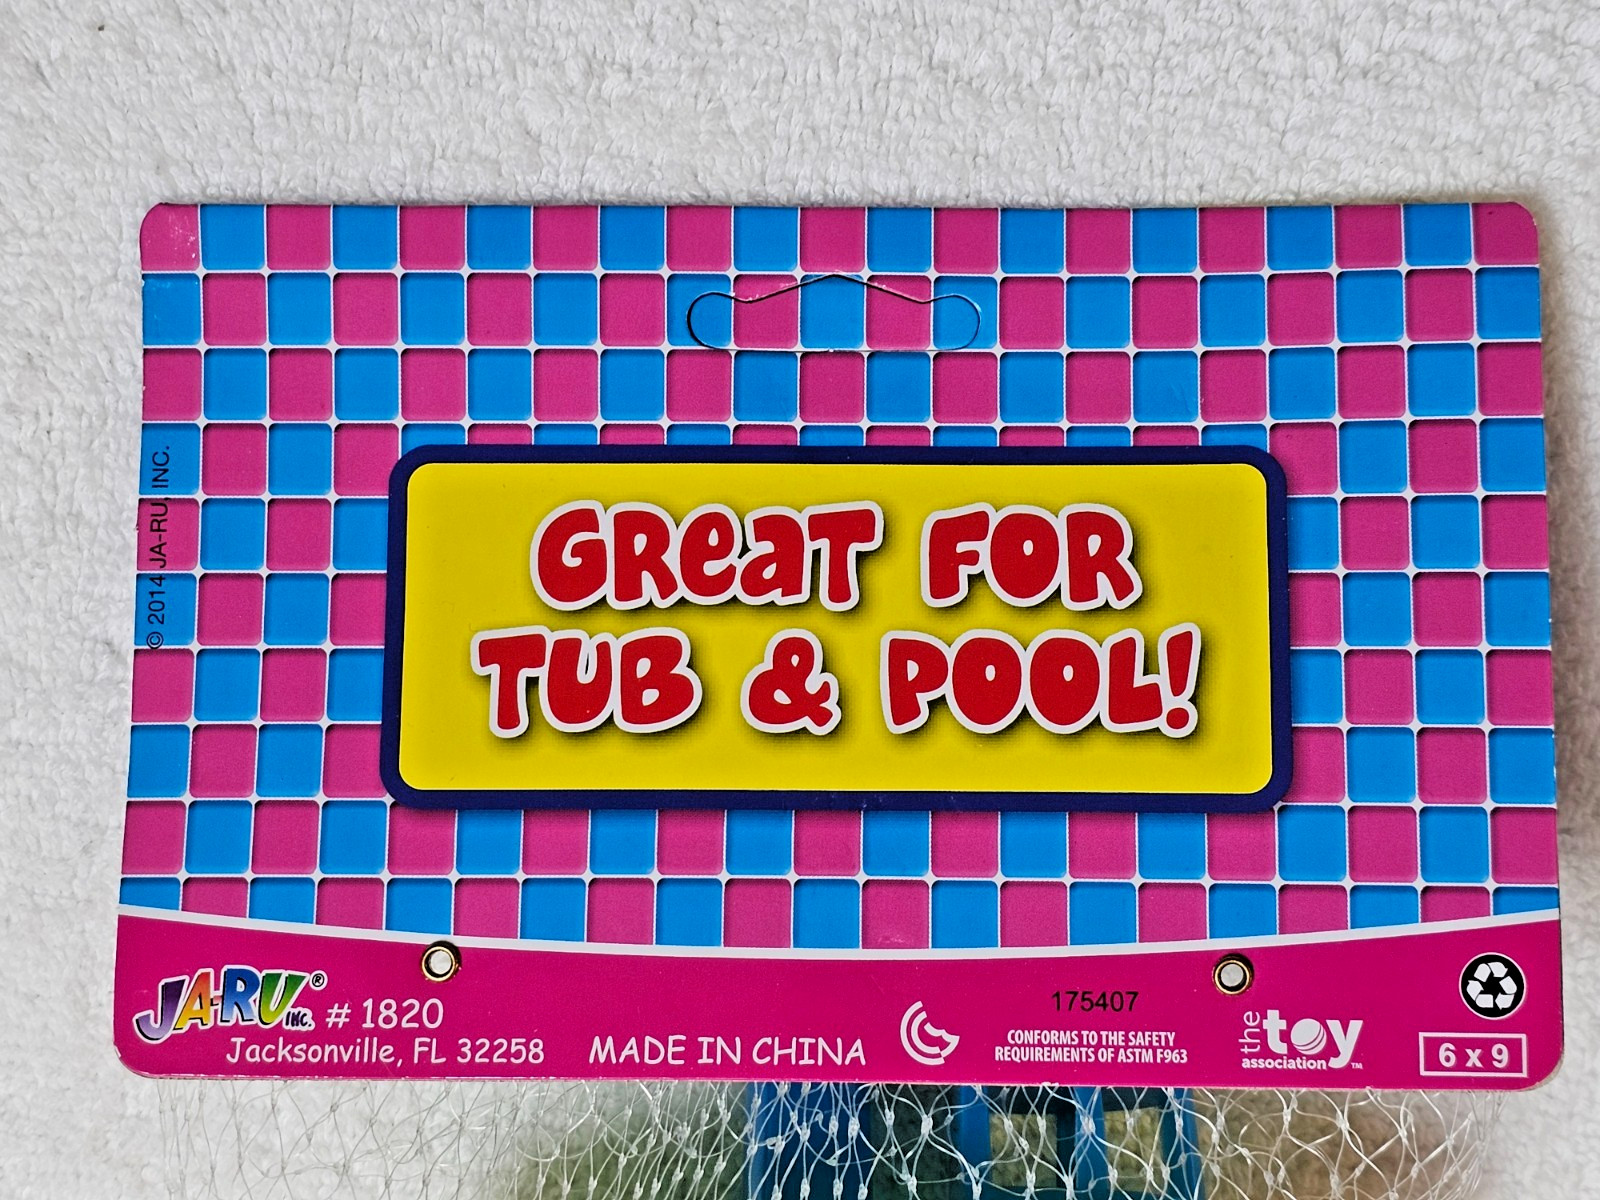 © 2014 JA-RU, INC.
GReaT FOR
TUB & POOL!
JA-RU® INC. # 1820
Jacksonville, FL 32258
MADE IN CHINA
175407
CONFORMS TO THE SAFETY
REQUIREMENTS OF ASTM F963
the toy
association™
6 x 9